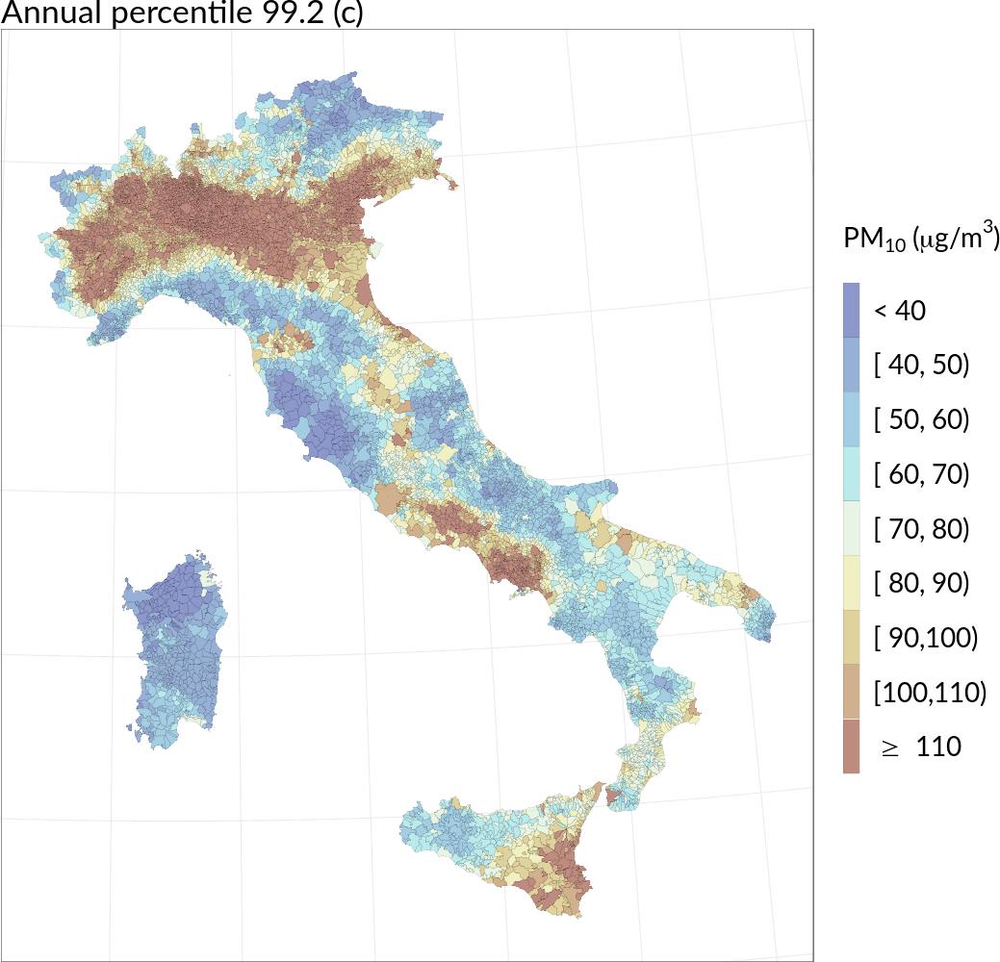 Annual percentile 99.2 (c)
PM₁₀ (μg/m³)
< 40
[ 40, 50)
[ 50, 60)
[ 60, 70)
[ 70, 80)
[ 80, 90)
[ 90,100)
[100,110)
≥ 110